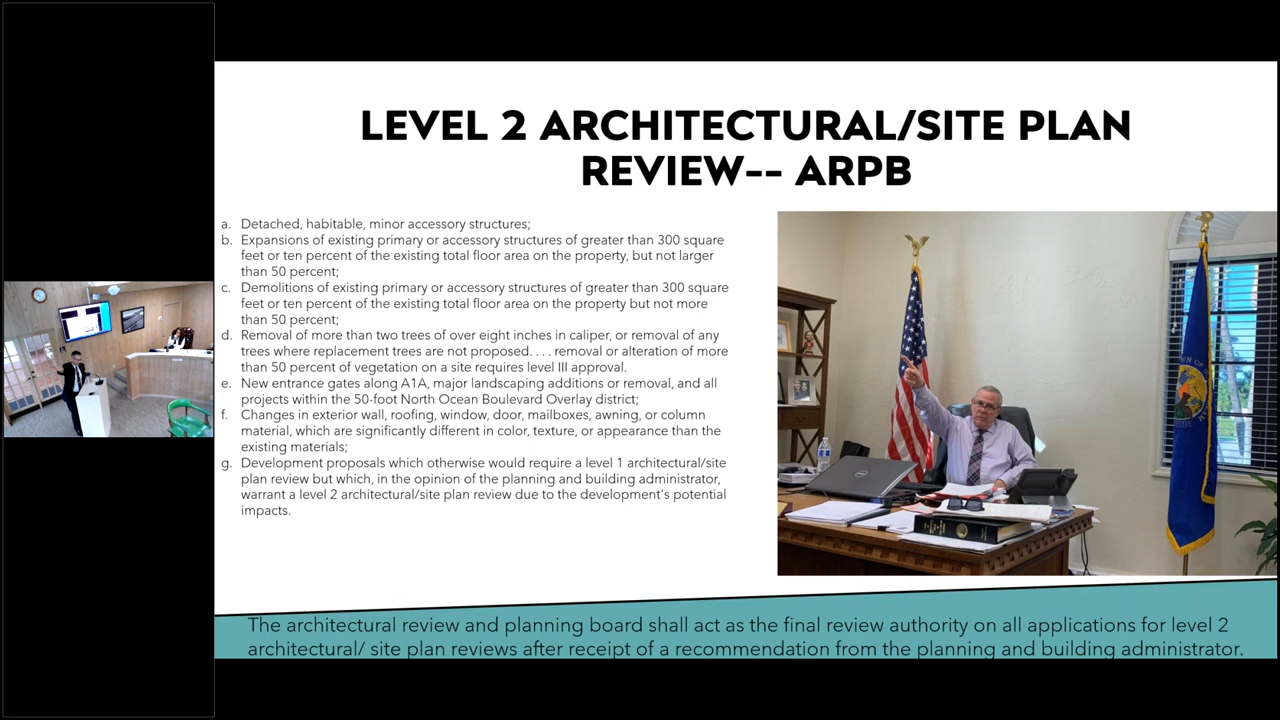 LEVEL 2 ARCHITECTURAL/SITE PLAN
REVIEW-- ARPB
a. Detached, habitable, minor accessory structures;
b. Expansions of existing primary or accessory structures of greater than 300 square
feet or ten percent of the existing total floor area on the property, but not larger
than 50 percent;
c. Demolitions of existing primary or accessory structures of greater than 300 square
feet or ten percent of the existing total floor area on the property but not more
than 50 percent;
d. Removal of more than two trees of over eight inches in caliper, or removal of any
trees where replacement trees are not proposed. . . . removal or alteration of more
than 50 percent of vegetation on a site requires level III approval.
e. New entrance gates along A1A, major landscaping additions or removal, and all
projects within the 50-foot North Ocean Boulevard Overlay district;
f. Changes in exterior wall, roofing, window, door, mailboxes, awning, or column
material, which are significantly different in color, texture, or appearance than the
existing materials;
g. Development proposals which otherwise would require a level 1 architectural/site
plan review but which, in the opinion of the planning and building administrator,
warrant a level 2 architectural/site plan review due to the development's potential
impacts.
The architectural review and planning board shall act as the final review authority on all applications for level 2
architectural/ site plan reviews after receipt of a recommendation from the planning and building administrator.